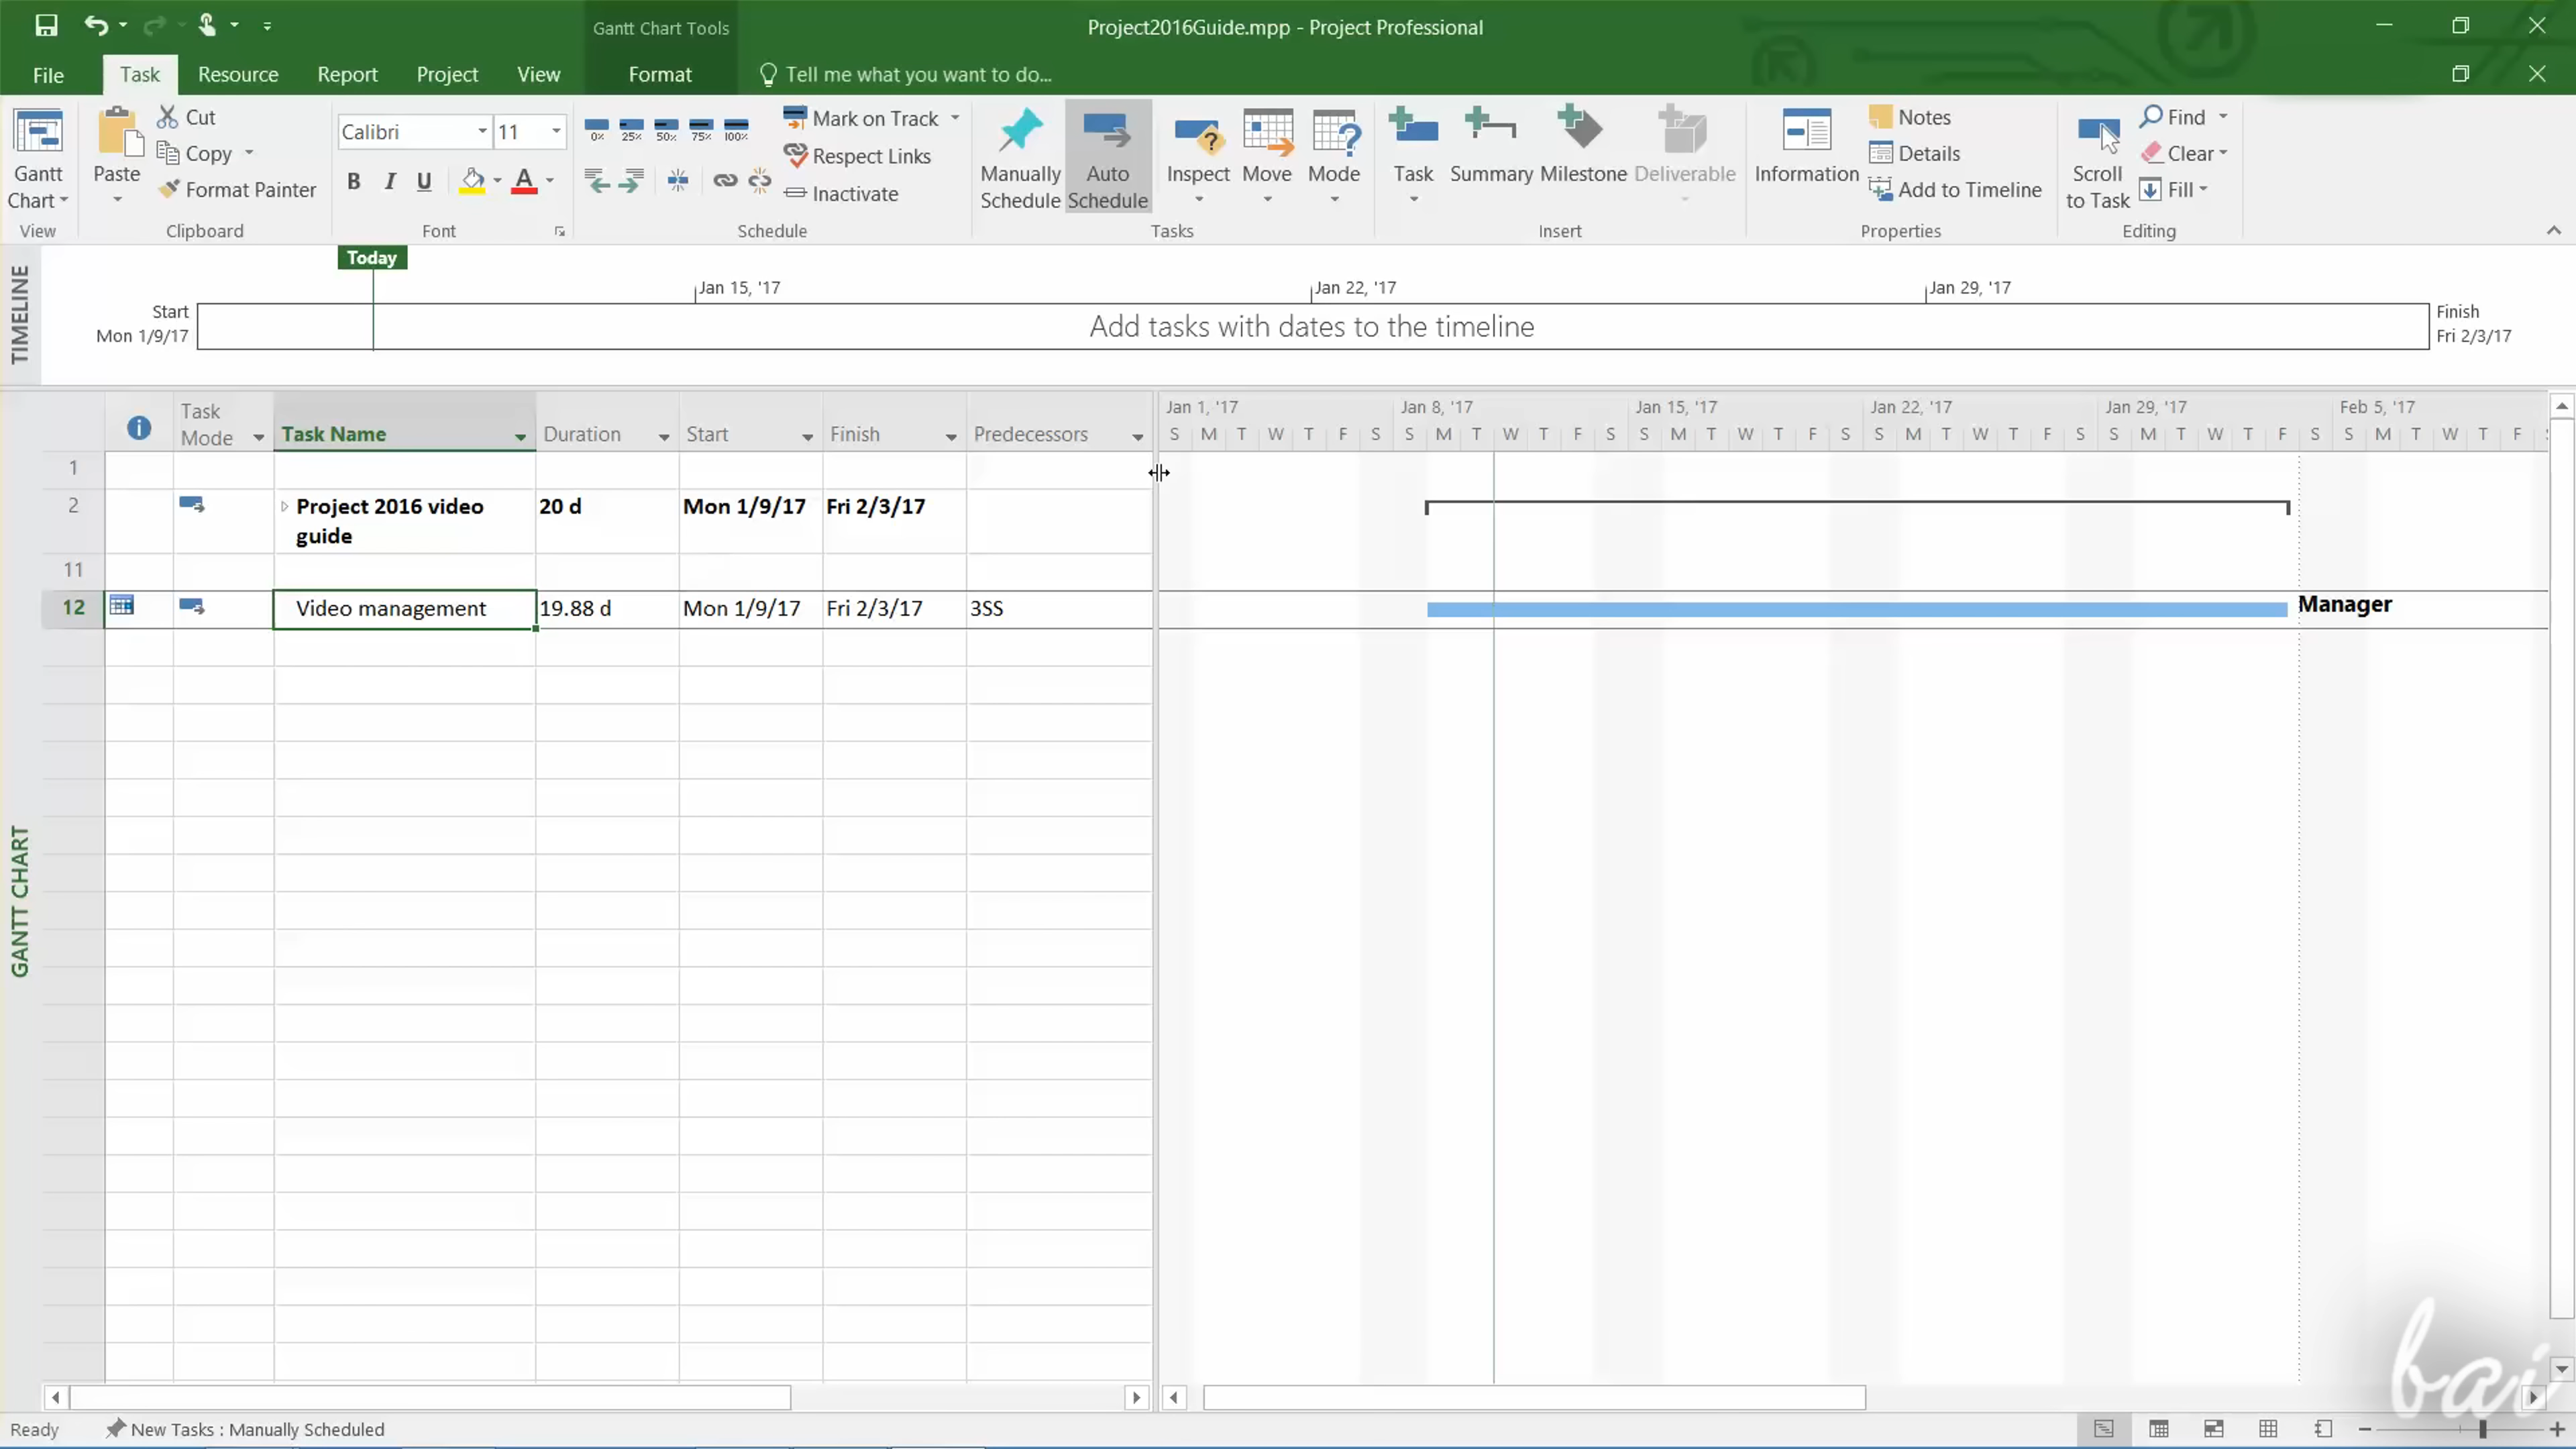 Gantt Chart Tools
Project2016Guide.mpp - Project Professional
File Task Resource Report Project View Format Tell me what you want to do...
Gantt Chart
View
Paste
Cut
Copy
Format Painter
Clipboard
Calibri 11
B I U A
Font
0% 25% 50% 75% 100%
Mark on Track
Respect Links
Inactivate
Schedule
Manually Schedule
Auto Schedule
Inspect
Move
Mode
Tasks
Task
Summary
Milestone
Deliverable
Insert
Information
Notes
Details
Add to Timeline
Properties
Scroll to Task
Find
Clear
Fill
Editing
TIMELINE
Today
Jan 15, '17 Jan 22, '17 Jan 29, '17
Start
Mon 1/9/17
Add tasks with dates to the timeline
Finish
Fri 2/3/17
GANTT CHART
Task Mode Task Name Duration Start Finish Predecessors
Jan 1, '17 Jan 8, '17 Jan 15, '17 Jan 22, '17 Jan 29, '17 Feb 5, '17
S M T W T F S S M T W T F S S M T W T F S S M T W T F S S M T W T F S S M T W T F
1
2 Project 2016 video guide 20 d Mon 1/9/17 Fri 2/3/17
11
12 Video management 19.88 d Mon 1/9/17 Fri 2/3/17 3SS
Manager
bai
Ready New Tasks : Manually Scheduled